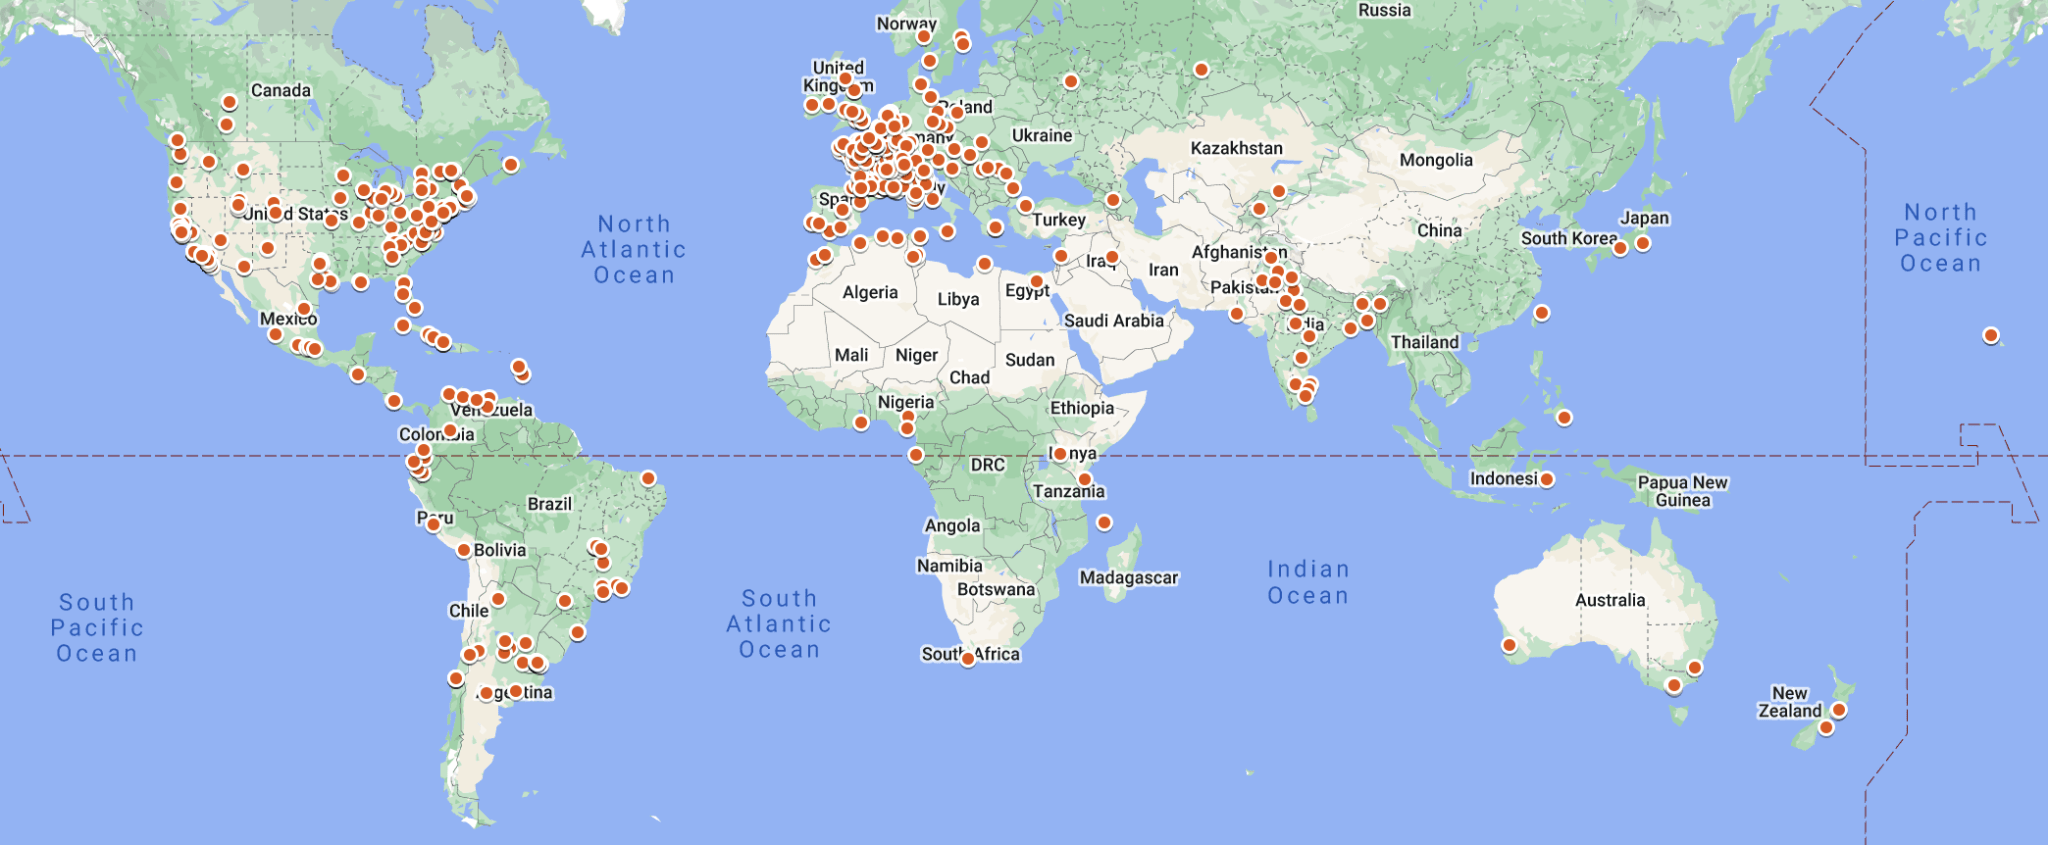 Norway
Russia
United
Kingdom
Canada
Poland
Ukraine
Germany
Kazakhstan
Mongolia
Italy
Spain
North
Atlantic
Ocean
United States
Turkey
Japan
South Korea
China
North
Pacific
Ocean
Afghanistan
Iraq
Iran
Pakistan
Algeria
Libya
Egypt
Mexico
Saudi Arabia
India
Thailand
Mali
Niger
Sudan
Chad
Nigeria
Ethiopia
Venezuela
Colombia
Kenya
DRC
Indonesia
Tanzania
Papua New
Guinea
Brazil
Peru
Angola
Bolivia
Namibia
Botswana
Madagascar
Indian
Ocean
Australia
Chile
South
Pacific
Ocean
South
Atlantic
Ocean
South Africa
Argentina
New
Zealand